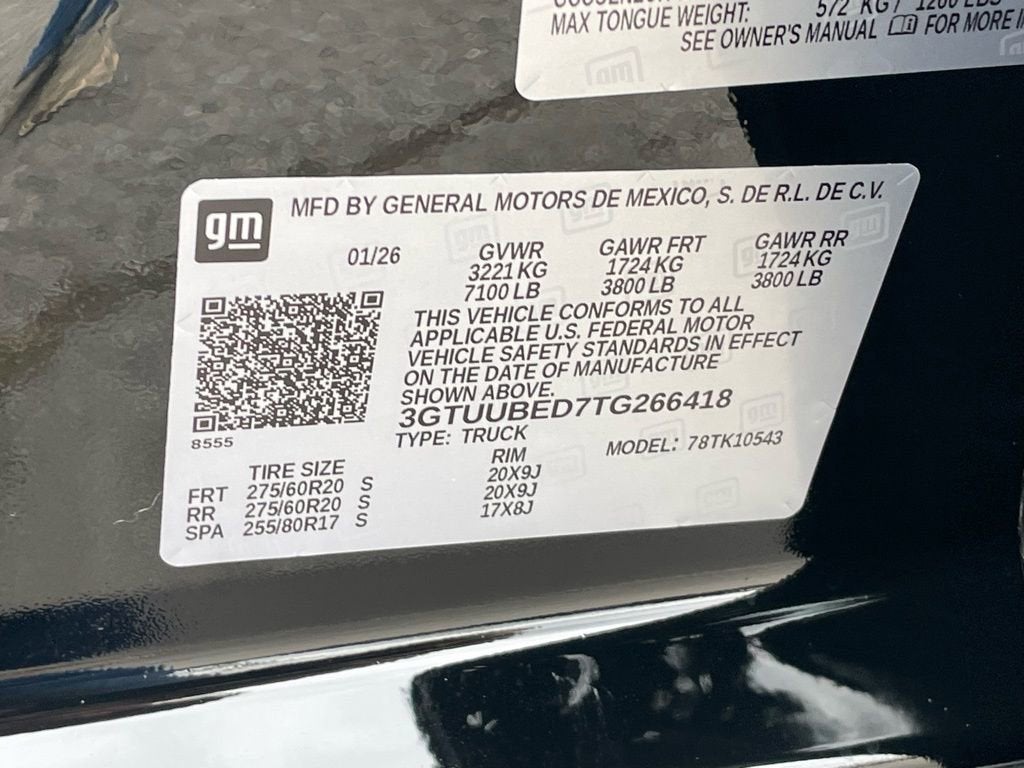 MAX TONGUE WEIGHT: 572 KG / 1260 LBS
SEE OWNER'S MANUAL FOR MORE
gm
MFD BY GENERAL MOTORS DE MEXICO, S. DE R.L. DE C.V.
01/26 GVWR GAWR FRT GAWR RR
3221 KG 1724 KG 1724 KG
7100 LB 3800 LB 3800 LB
THIS VEHICLE CONFORMS TO ALL
APPLICABLE U.S. FEDERAL MOTOR
VEHICLE SAFETY STANDARDS IN EFFECT
ON THE DATE OF MANUFACTURE
SHOWN ABOVE.
3GTUUBED7TG266418
8555
TYPE: TRUCK MODEL: 78TK10543
TIRE SIZE RIM
FRT 275/60R20 S 20X9J
RR 275/60R20 S 20X9J
SPA 255/80R17 S 17X8J